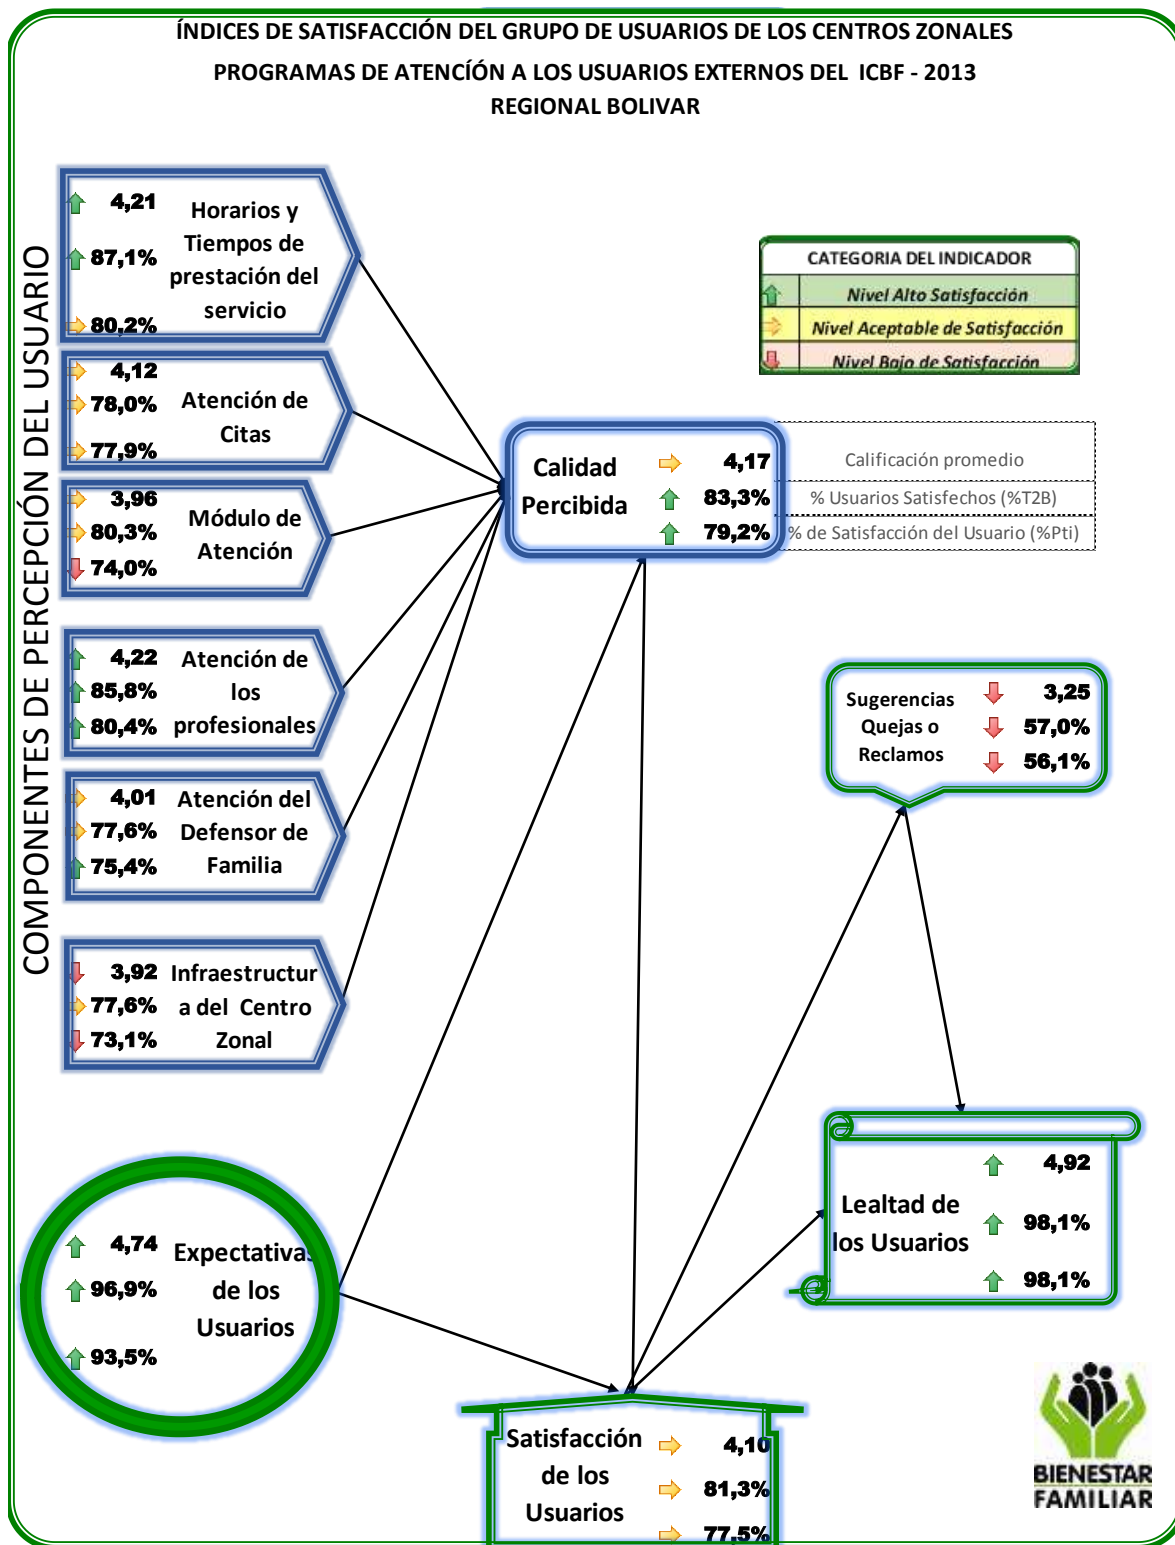 ÍNDICES DE SATISFACCIÓN DEL GRUPO DE USUARIOS DE LOS CENTROS ZONALES
PROGRAMAS DE ATENCÍÓN A LOS USUARIOS EXTERNOS DEL ICBF - 2013
REGIONAL BOLIVAR
COMPONENTES DE PERCEPCIÓN DEL USUARIO
4,21
87,1%
80,2%
Horarios y
Tiempos de
prestación del
servicio
4,12
78,0%
77,9%
Atención de
Citas
3,96
80,3%
74,0%
Módulo de
Atención
4,22
85,8%
80,4%
Atención de
los
profesionales
4,01
77,6%
75,4%
Atención del
Defensor de
Familia
3,92
77,6%
73,1%
Infraestructur
a del Centro
Zonal
CATEGORIA DEL INDICADOR
Nivel Alto Satisfacción
Nivel Aceptable de Satisfacción
Nivel Bajo de Satisfacción
Calidad
Percibida
4,17
83,3%
79,2%
Calificación promedio
% Usuarios Satisfechos (%T2B)
% de Satisfacción del Usuario (%Pti)
Sugerencias
Quejas o
Reclamos
3,25
57,0%
56,1%
Lealtad de
los Usuarios
4,92
98,1%
98,1%
4,74
96,9%
93,5%
Expectativas
de los
Usuarios
Satisfacción
de los
Usuarios
4,10
81,3%
77,5%
BIENESTAR
FAMILIAR